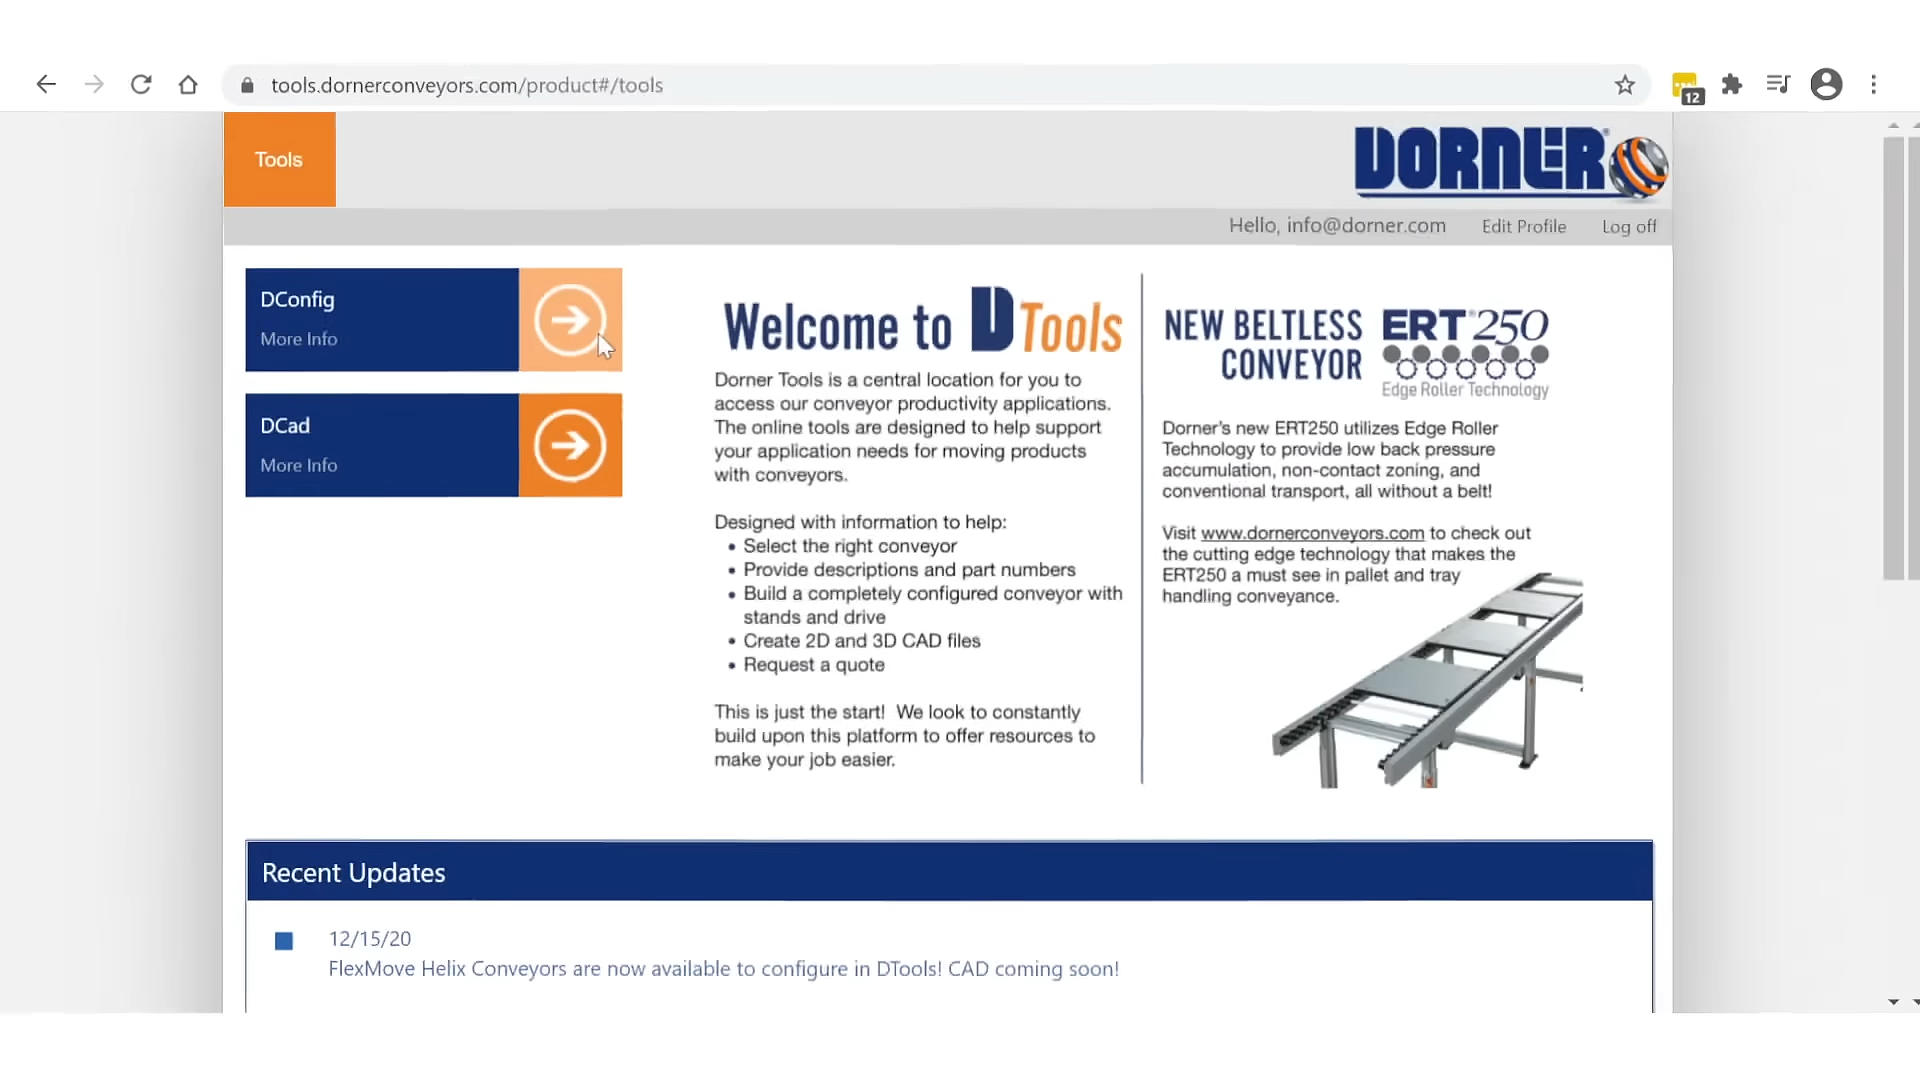 tools.dornerconveyors.com/product#/tools
12
Tools
DORNER
Hello, info@dorner.com
Edit Profile
Log off
DConfig
More Info
DCad
More Info
Welcome to DTools
Dorner Tools is a central location for you to
access our conveyor productivity applications.
The online tools are designed to help support
your application needs for moving products
with conveyors.
Designed with information to help:
• Select the right conveyor
• Provide descriptions and part numbers
• Build a completely configured conveyor with
stands and drive
• Create 2D and 3D CAD files
• Request a quote
This is just the start!  We look to constantly
build upon this platform to offer resources to
make your job easier.
NEW BELTLESS
CONVEYOR
ERT®250
Edge Roller Technology
Dorner's new ERT250 utilizes Edge Roller
Technology to provide low back pressure
accumulation, non-contact zoning, and
conventional transport, all without a belt!
Visit www.dornerconveyors.com to check out
the cutting edge technology that makes the
ERT250 a must see in pallet and tray
handling conveyance.
Recent Updates
12/15/20
FlexMove Helix Conveyors are now available to configure in DTools! CAD coming soon!